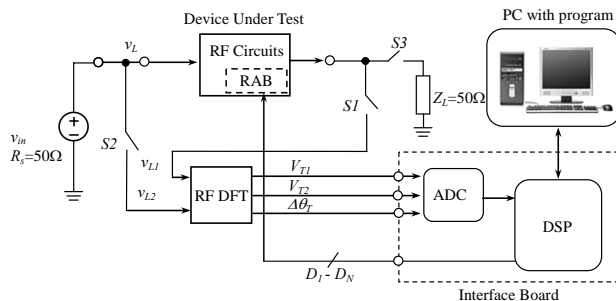 Device Under Test
PC with program
v_L
RF Circuits
RAB
S3
Z_L=50Ω
S1
v_in
R_s=50Ω
S2
v_L1
v_L2
RF DFT
V_T1
V_T2
Δθ_T
ADC
DSP
D_1 - D_N
Interface Board